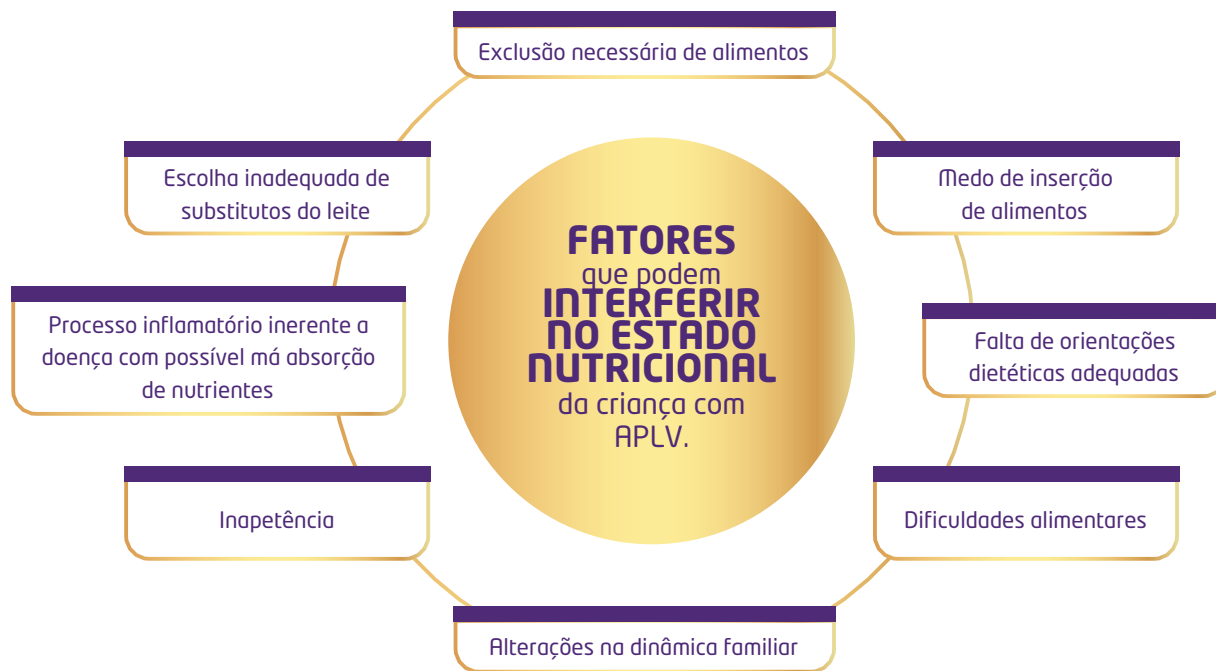 Exclusão necessária de alimentos
Escolha inadequada de
substitutos do leite
Medo de inserção
de alimentos
FATORES
que podem
INTERFERIR
NO ESTADO
NUTRICIONAL
da criança com
APLV.
Processo inflamatório inerente a
doença com possível má absorção
de nutrientes
Falta de orientações
dietéticas adequadas
Inapetência
Dificuldades alimentares
Alterações na dinâmica familiar